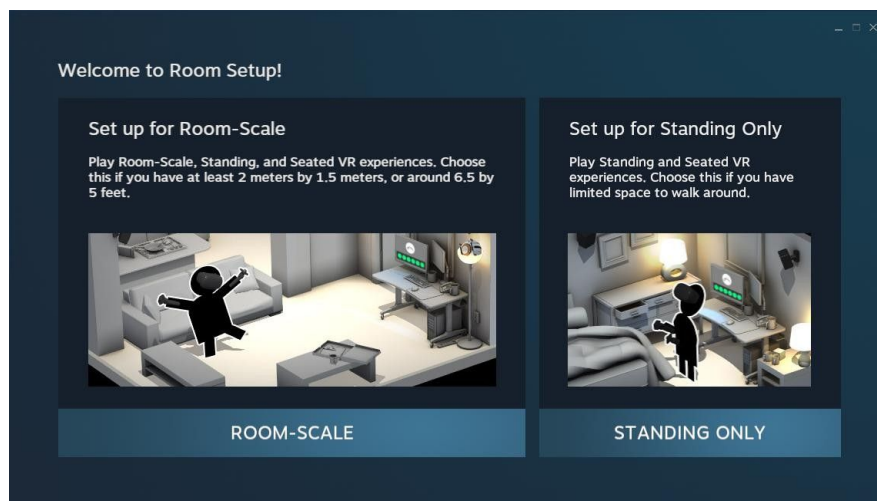 Welcome to Room Setup!
Set up for Room-Scale
Play Room-Scale, Standing, and Seated VR experiences. Choose
this if you have at least 2 meters by 1.5 meters, or around 6.5 by
5 feet.
ROOM-SCALE
Set up for Standing Only
Play Standing and Seated VR
experiences. Choose this if you have
limited space to walk around.
STANDING ONLY